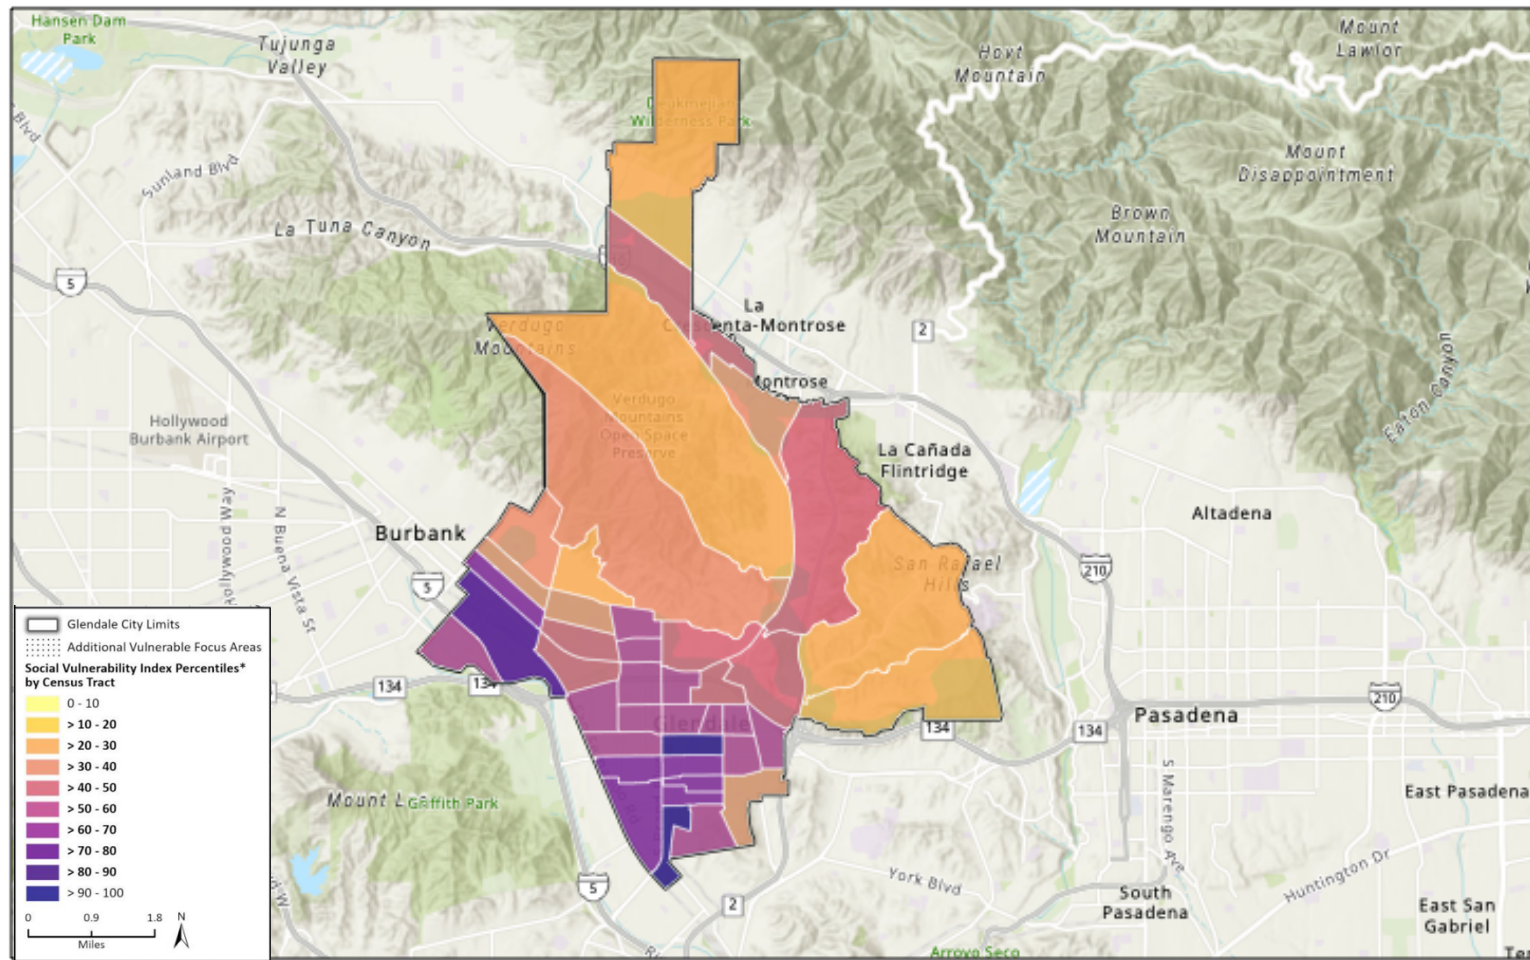 Hansen Dam
Park
Tujunga
Valley
Hoyt
Mountain
Mount
Lawlor
Deukmejian
Wilderness Park
Blvd
Sunland Blvd
Mount
Disappointment
La Tuna Canyon
Brown
Mountain
5
La
Crescenta-Montrose
2
Verdugo
Mountains
Montrose
Eaton Canyon
Verdugo
Mountains
Open Space
Preserve
Hollywood
Burbank Airport
La Cañada
Flintridge
Hollywood Way
N Buena Vista St
Burbank
Altadena
San Rafael
Hills
210
5
Glendale City Limits
Additional Vulnerable Focus Areas
Social Vulnerability Index Percentiles*
by Census Tract
0 - 10
> 10 - 20
> 20 - 30
> 30 - 40
> 40 - 50
> 50 - 60
> 60 - 70
> 70 - 80
> 80 - 90
> 90 - 100
0 0.9 1.8
Miles
N
134
134
210
Glendale
134
134
Pasadena
S Marengo Ave
Griffith Park
East Pasadena
5
York Blvd
Huntington Dr
2
South
Pasadena
East San
Gabriel
Arroyo Seco